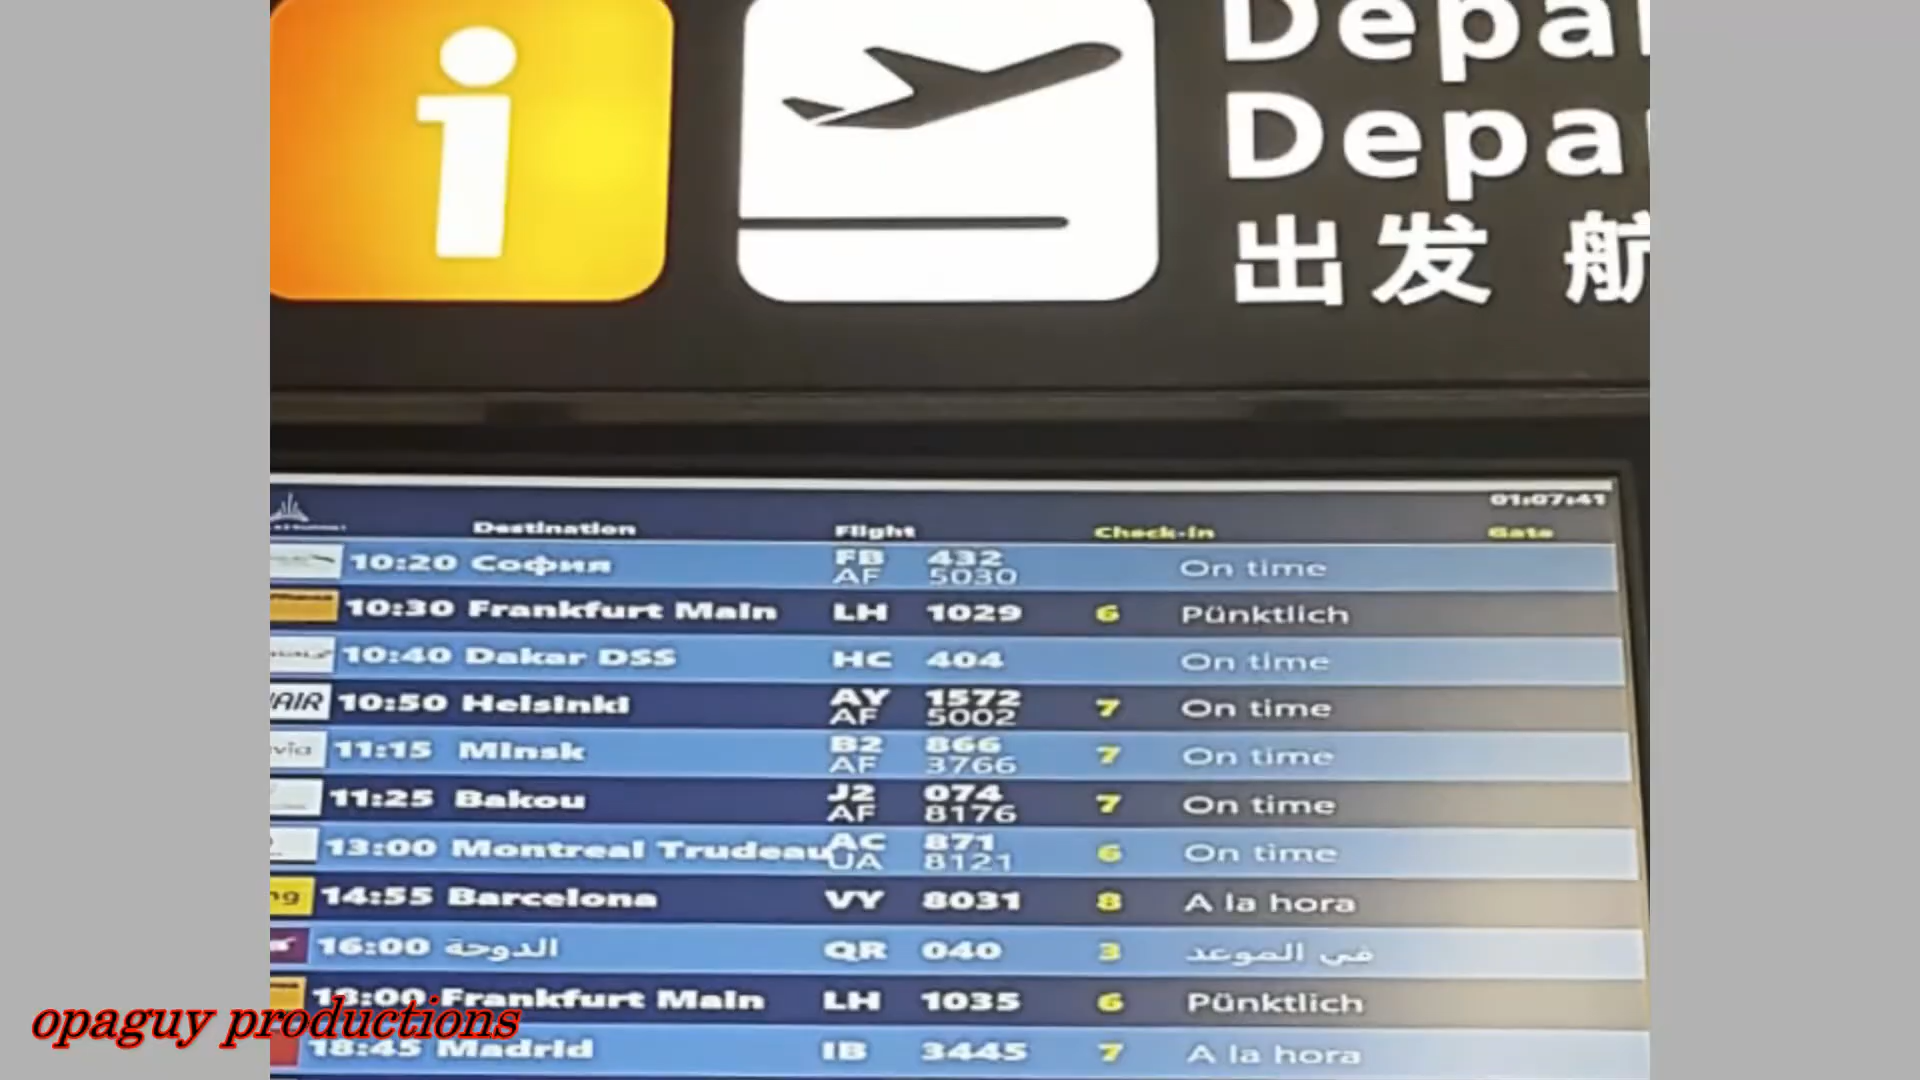 i
Depar
Depar
出发 航
01:07:41
Destination Flight Check-in Gate
10:20 София FB 432 On time
AF 5030
10:30 Frankfurt Main LH 1029 6 Pünktlich
10:40 Dakar DSS HC 404 On time
AIR 10:50 Helsinki AY 1572 7 On time
AF 5002
via 11:15 Minsk B2 866 7 On time
AF 3766
11:25 Bakou J2 074 7 On time
AF 8176
13:00 Montreal Trudeau AC 871 6 On time
UA 8121
ng 14:55 Barcelona VY 8031 8 A la hora
16:00 الدوحة QR 040 3 في الموعد
Frankfurt Main LH 1035 6 Pünktlich
18:45 Madrid IB 3445 7 A la hora
opaguy productions